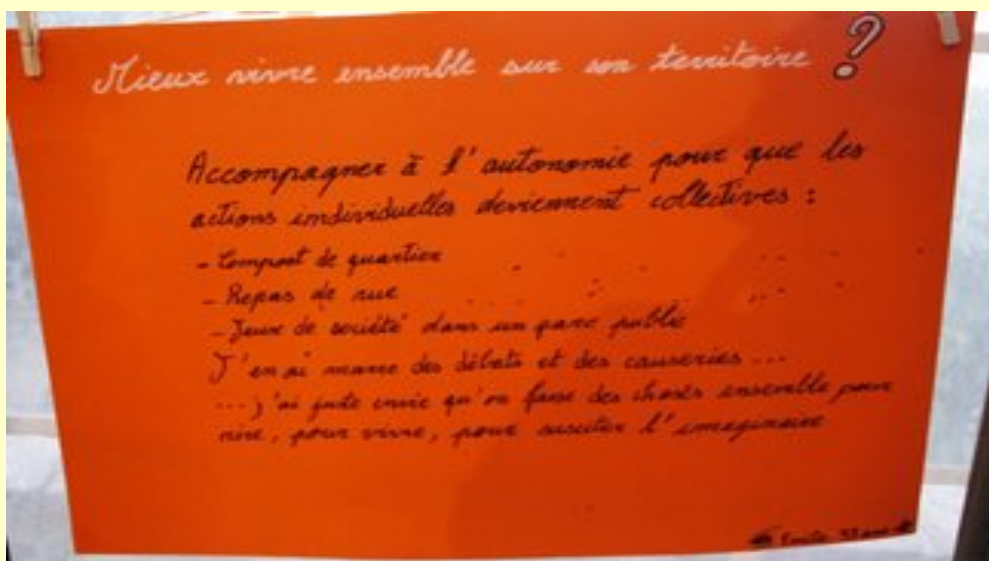 Mieux vivre ensemble sur son territoire ?
Accompagner à l'autonomie pour que les
actions individuelles deviennent collectives :
- Compost de quartier
- Repas de rue
- Jeux de société dans un parc public
J'en ai marre des débats et des causeries ...
... j'ai juste envie qu'on fasse des choses ensemble pour
rire, pour vivre, pour susciter l'imaginaire